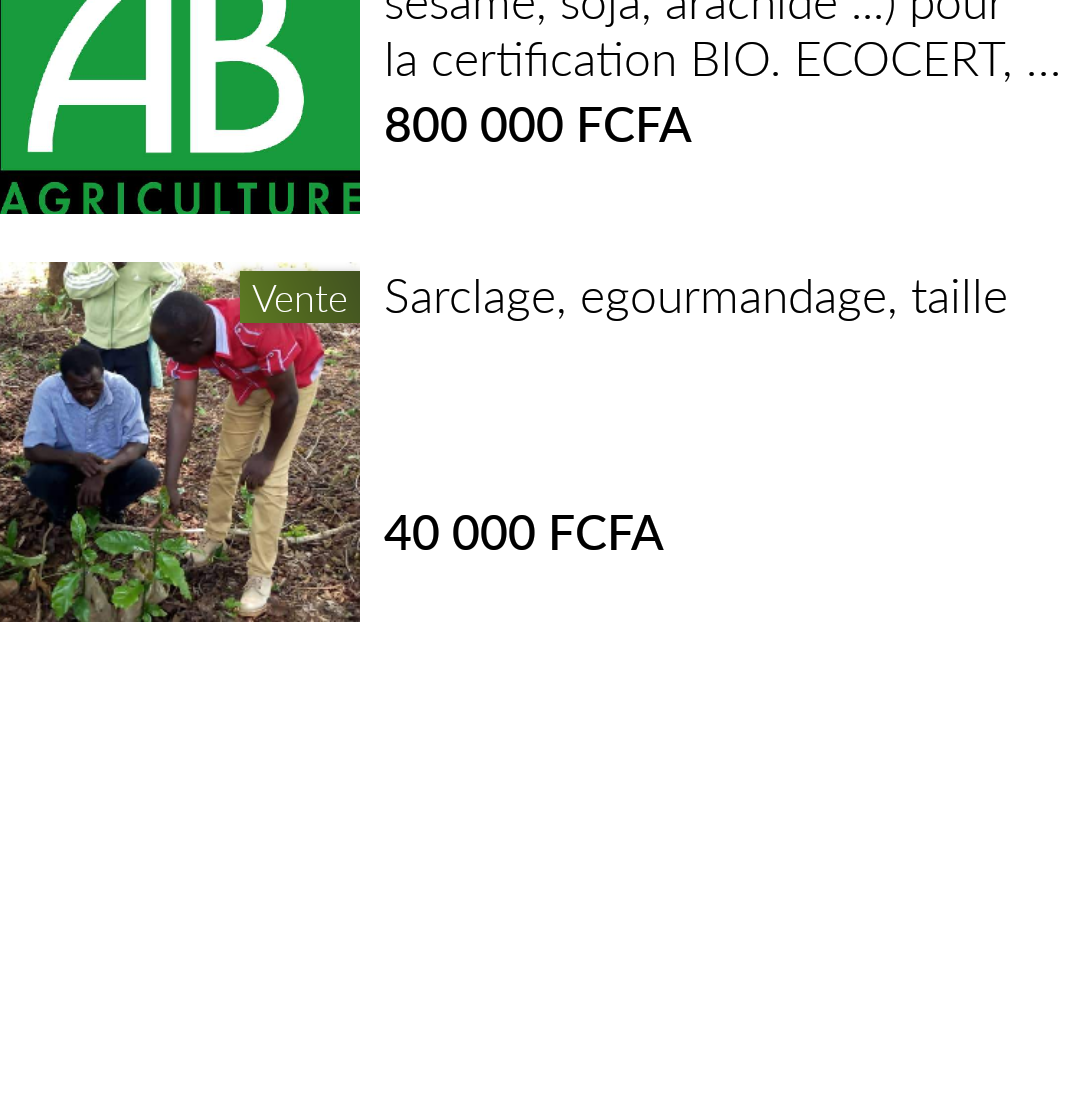 AB
AGRICULTURE
sésame, soja, arachide ...) pour
la certification BIO. ECOCERT, ...
800 000 FCFA
Vente
Sarclage, egourmandage, taille
40 000 FCFA